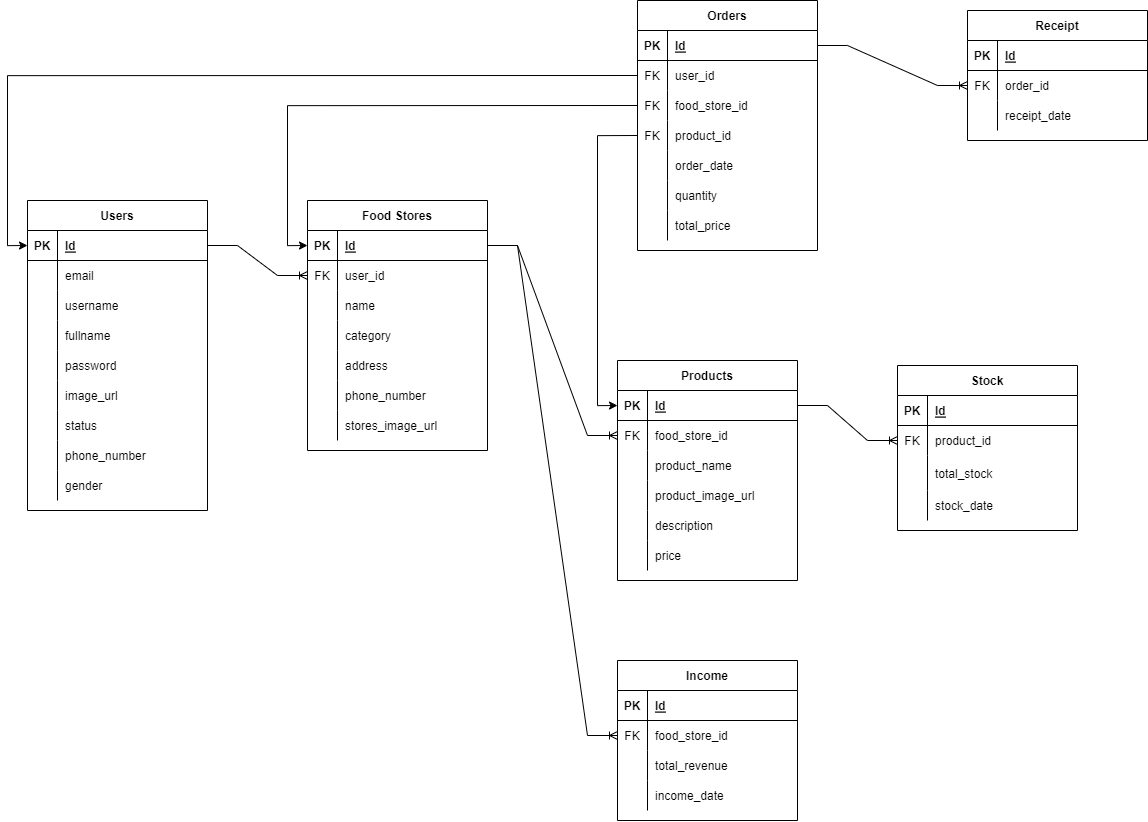 Orders
PK Id
FK user_id
FK food_store_id
FK product_id
order_date
quantity
total_price
Receipt
PK Id
FK order_id
receipt_date
Users
PK Id
email
username
fullname
password
image_url
status
phone_number
gender
Food Stores
PK Id
FK user_id
name
category
address
phone_number
stores_image_url
Products
PK Id
FK food_store_id
product_name
product_image_url
description
price
Stock
PK Id
FK product_id
total_stock
stock_date
Income
PK Id
FK food_store_id
total_revenue
income_date